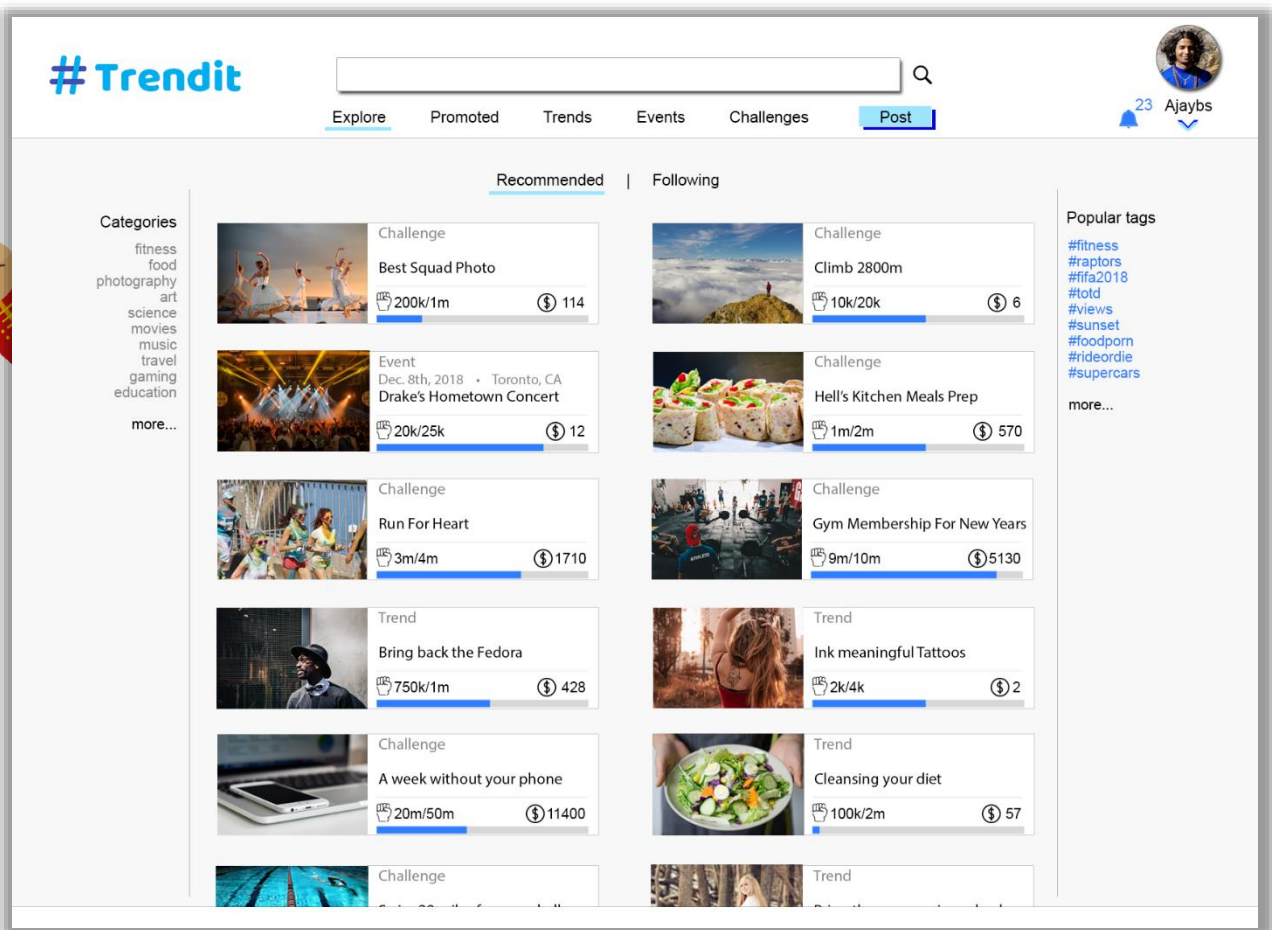 # Trendit
Explore Promoted Trends Events Challenges Post
23 Ajaybs
Recommended | Following
Categories
fitness
food
photography
art
science
movies
music
travel
gaming
education
more...
Challenge
Best Squad Photo
200k/1m $ 114
Challenge
Climb 2800m
10k/20k $ 6
Event
Dec. 8th, 2018 • Toronto, CA
Drake's Hometown Concert
20k/25k $ 12
Challenge
Hell's Kitchen Meals Prep
1m/2m $ 570
Challenge
Run For Heart
3m/4m $ 1710
Challenge
Gym Membership For New Years
9m/10m $ 5130
Trend
Bring back the Fedora
750k/1m $ 428
Trend
Ink meaningful Tattoos
2k/4k $ 2
Challenge
A week without your phone
20m/50m $ 11400
Trend
Cleansing your diet
100k/2m $ 57
Challenge
Trend
Popular tags
#fitness
#raptors
#fifa2018
#totd
#views
#sunset
#foodporn
#rideordie
#supercars
more...